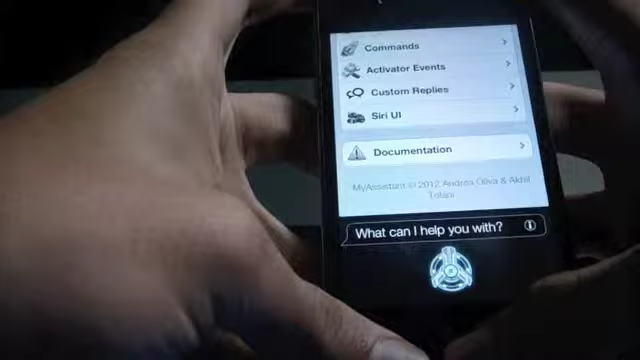 Commands
Activator Events
Custom Replies
Siri UI
Documentation
MyAssistant © 2012 Andrea Oliva & Akhil
Tolani
What can I help you with?